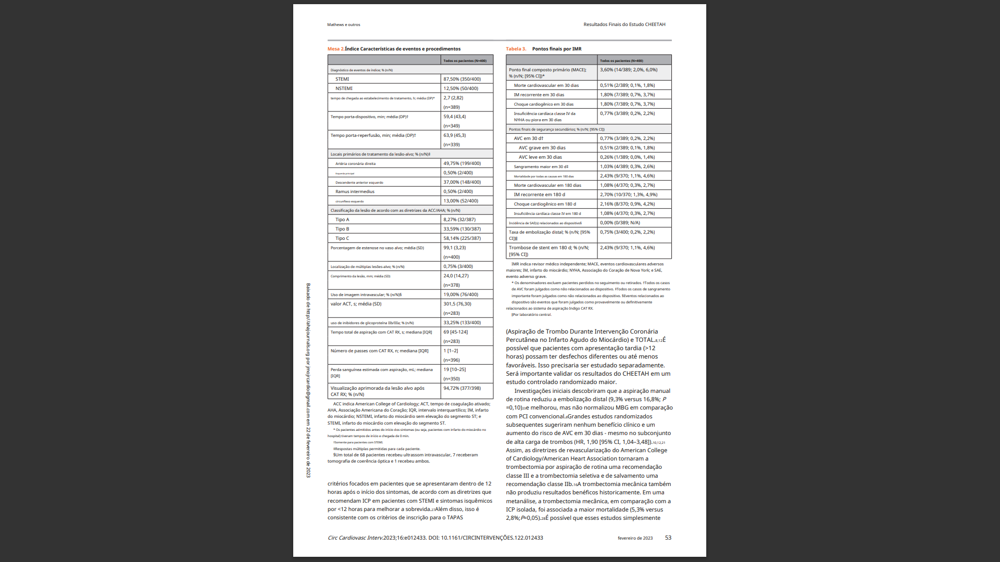 Mathews e outros
Resultados Finais do Estudo CHEETAH
Mesa 2.Índice Características de eventos e procedimentos
Todos os pacientes (N=400)
Diagnóstico de eventos de índice; % (n/N)
STEMI 87,50% (350/400)
NSTEMI 12,50% (50/400)
tempo de chegada ao estabelecimento de tratamento, h; média (DP)* 2,7 (2,82)
(n=389)
Tempo porta-dispositivo, min; média (DP)† 59,4 (43,4)
(n=349)
Tempo porta-reperfusão, min; média (DP)† 63,9 (45,3)
(n=339)
Locais primários de tratamento da lesão-alvo; % (n/N)‡
Artéria coronária direita 49,75% (199/400)
Esquerda principal 0,50% (2/400)
Descendente anterior esquerdo 37,00% (148/400)
Ramus intermedius 0,50% (2/400)
circunflexo esquerdo 13,00% (52/400)
Classificação da lesão de acordo com as diretrizes da ACC/AHA; % (n/N)
Tipo A 8,27% (32/387)
Tipo B 33,59% (130/387)
Tipo C 58,14% (225/387)
Porcentagem de estenose no vaso alvo; média (SD) 99,1 (3,23)
(n=400)
Localização de múltiplas lesões-alvo; % (n/N) 0,75% (3/400)
Comprimento da lesão, mm; média (SD) 24,0 (14,27)
(n=378)
Uso de imagem intravascular; % (n/N)§ 19,00% (76/400)
valor ACT, s; média (SD) 301,5 (76,30)
(n=283)
uso de inibidores de glicoproteína IIb/IIIa; % (n/N) 33,25% (133/400)
Tempo total de aspiração com CAT RX, s; mediana [IQR] 69 [45-124]
(n=283)
Número de passes com CAT RX, n; mediana [IQR] 1 [1–2]
(n=396)
Perda sanguínea estimada com aspiração, mL; mediana 19 [10–25]
[IQR]
(n=350)
Visualização aprimorada da lesão alvo após 94,72% (377/398)
CAT RX; % (n/N)
ACC indica American College of Cardiology; ACT, tempo de coagulação ativado;
AHA, Associação Americana do Coração; IQR, intervalo interquartílico; IM, infarto
do miocárdio; NSTEMI, infarto do miocárdio sem elevação do segmento ST; e
STEMI, infarto do miocárdio com elevação do segmento ST.
* Os pacientes admitidos antes do início dos sintomas (ou seja, pacientes com infarto do miocárdio no
hospital) tiveram tempos de início e chegada de 0 min.
†Somente para pacientes com STEMI.
‡Respostas múltiplas permitidas para cada paciente.
§Um total de 68 pacientes recebeu ultrassom intravascular, 7 receberam
tomografia de coerência óptica e 1 recebeu ambos.
critérios focados em pacientes que se apresentaram dentro de 12
horas após o início dos sintomas, de acordo com as diretrizes que
recomendam ICP em pacientes com STEMI e sintomas isquêmicos
por <12 horas para melhorar a sobrevida.27Além disso, isso é
consistente com os critérios de inscrição para o TAPAS
Tabela 3. Pontos finais por IMR
Todos os pacientes (N=400)
Ponto final composto primário (MACE); 3,60% (14/389; 2,0%, 6,0%)
% (n/N; [95% CI])*
Morte cardiovascular em 30 dias 0,51% (2/389; 0,1%, 1,8%)
IM recorrente em 30 dias 1,80% (7/389; 0,7%, 3,7%)
Choque cardiogênico em 30 dias 1,80% (7/389; 0,7%, 3,7%)
Insuficiência cardíaca classe IV da 0,77% (3/389; 0,2%, 2,2%)
NYHA ou piora em 30 dias
Pontos finais de segurança secundários; % (n/N; [95% CI])
AVC em 30 d† 0,77% (3/389; 0,2%, 2,2%)
AVC grave em 30 dias 0,51% (2/389; 0,1%, 1,8%)
AVC leve em 30 dias 0,26% (1/389; 0,0%, 1,4%)
Sangramento maior em 30 d‡ 1,03% (4/389; 0,3%, 2,6%)
Mortalidade por todas as causas em 180 dias 2,43% (9/370; 1,1%, 4,6%)
Morte cardiovascular em 180 dias 1,08% (4/370; 0,3%, 2,7%)
IM recorrente em 180 d 2,70% (10/370; 1,3%, 4,9%)
Choque cardiogênico em 180 d 2,16% (8/370; 0,9%, 4,2%)
Insuficiência cardíaca classe IV em 180 d 1,08% (4/370; 0,3%, 2,7%)
Incidência de SAE(s) relacionados ao dispositivo§ 0,00% (0/389; N/A)
Taxa de embolização distal; % (n/N; [95% 0,75% (3/400; 0,2%, 2,2%)
CI])‖
Trombose de stent em 180 d; % (n/N; 2,43% (9/370; 1,1%, 4,6%)
[95% CI])
IMR indica revisor médico independente; MACE, eventos cardiovasculares adversos
maiores; IM, infarto do miocárdio; NYHA, Associação do Coração de Nova York; e SAE,
evento adverso grave.
* Os denominadores excluem pacientes perdidos no seguimento ou retirados. †Todos os casos
de AVC foram julgados como não relacionados ao dispositivo. ‡Todos os casos de sangramento
importante foram julgados como não relacionados ao dispositivo. §Eventos relacionados ao
dispositivo são eventos que foram julgados como provavelmente ou definitivamente
relacionados ao sistema de aspiração Indigo CAT RX.
‖Por laboratório central.
(Aspiração de Trombo Durante Intervenção Coronária
Percutânea no Infarto Agudo do Miocárdio) e TOTAL.8,12É
possível que pacientes com apresentação tardia (>12
horas) possam ter desfechos diferentes ou até menos
favoráveis. Isso precisaria ser estudado separadamente.
Será importante validar os resultados do CHEETAH em um
estudo controlado randomizado maior.
Investigações iniciais descobriram que a aspiração manual
de rotina reduziu a embolização distal (9,3% versus 16,8%; P
=0,10)23e melhorou, mas não normalizou MBG em comparação
com PCI convencional.8Grandes estudos randomizados
subsequentes sugeriram nenhum benefício clínico e um
aumento do risco de AVC em 30 dias - mesmo no subconjunto
de alta carga de trombos (HR, 1,90 [95% CI, 1,04–3,48]).10,12,21
Assim, as diretrizes de revascularização do American College
of Cardiology/American Heart Association tornaram a
trombectomia por aspiração de rotina uma recomendação
classe III e a trombectomia seletiva e de salvamento uma
recomendação classe IIb.16A trombectomia mecânica também
não produziu resultados benéficos historicamente. Em uma
metanálise, a trombectomia mecânica, em comparação com a
ICP isolada, foi associada a maior mortalidade (5,3% versus
2,8%;P=0,05).28É possível que esses estudos simplesmente
Baixado de http://ahajournals.org por jmojrcardio@gmail.com em 22 de fevereiro de 2023
Circ Cardiovasc Interv.2023;16:e012433. DOI: 10.1161/CIRCINTERVENÇÕES.122.012433
fevereiro de 2023 53